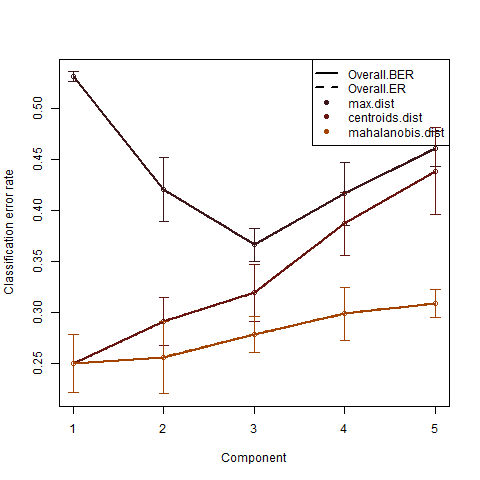 Overall.BER
Overall.ER
max.dist
centroids.dist
mahalanobis.dist
Classification error rate
0.50
0.45
0.40
0.35
0.30
0.25
1 2 3 4 5
Component